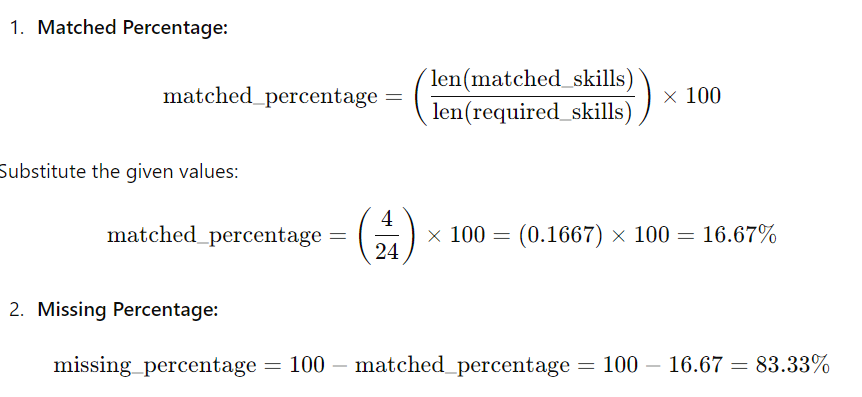 1. Matched Percentage:
matched_percentage = (len(matched_skills) / len(required_skills)) × 100
Substitute the given values:
matched_percentage = (4 / 24) × 100 = (0.1667) × 100 = 16.67%
2. Missing Percentage:
missing_percentage = 100 − matched_percentage = 100 − 16.67 = 83.33%